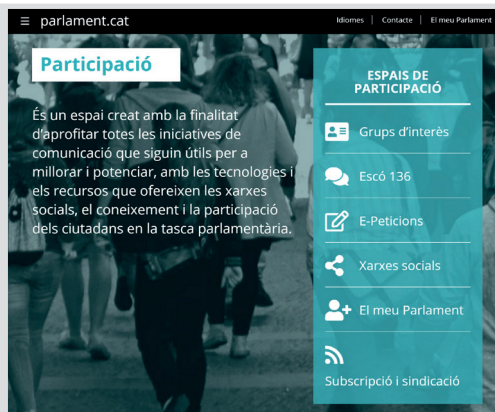 parlament.cat
Idiomes | Contacte | El meu Parlament
Participació
És un espai creat amb la finalitat
d'aprofitar totes les iniciatives de
comunicació que siguin útils per a
millorar i potenciar, amb les tecnologies i
els recursos que ofereixen les xarxes
socials, el coneixement i la participació
dels ciutadans en la tasca parlamentària.
ESPAIS DE
PARTICIPACIÓ
Grups d'interès
Escó 136
E-Peticions
Xarxes socials
El meu Parlament
Subscripció i sindicació